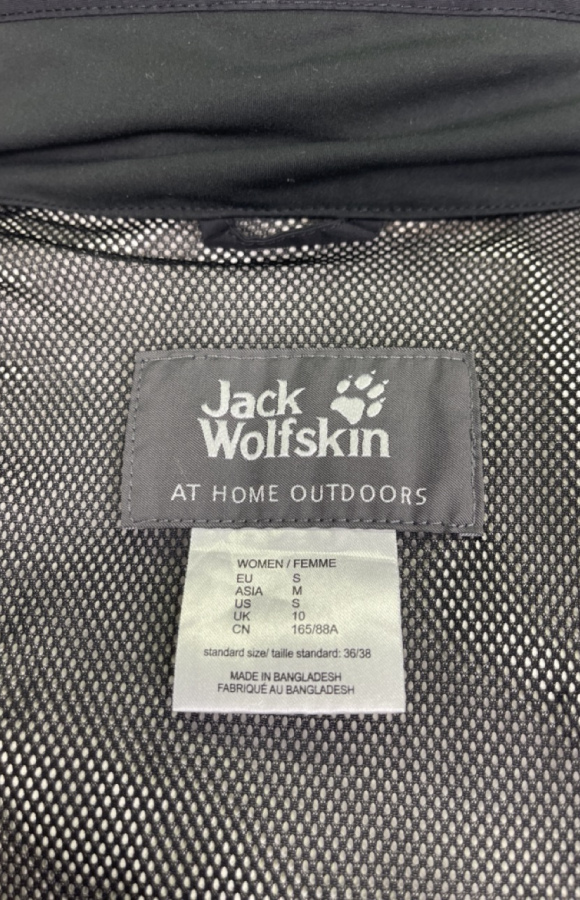 Jack
Wolfskin
AT HOME OUTDOORS
WOMEN / FEMME
EU S
ASIA M
US S
UK 10
CN 165/88A
standard size/ taille standard: 36/38
MADE IN BANGLADESH
FABRIQUÉ AU BANGLADESH